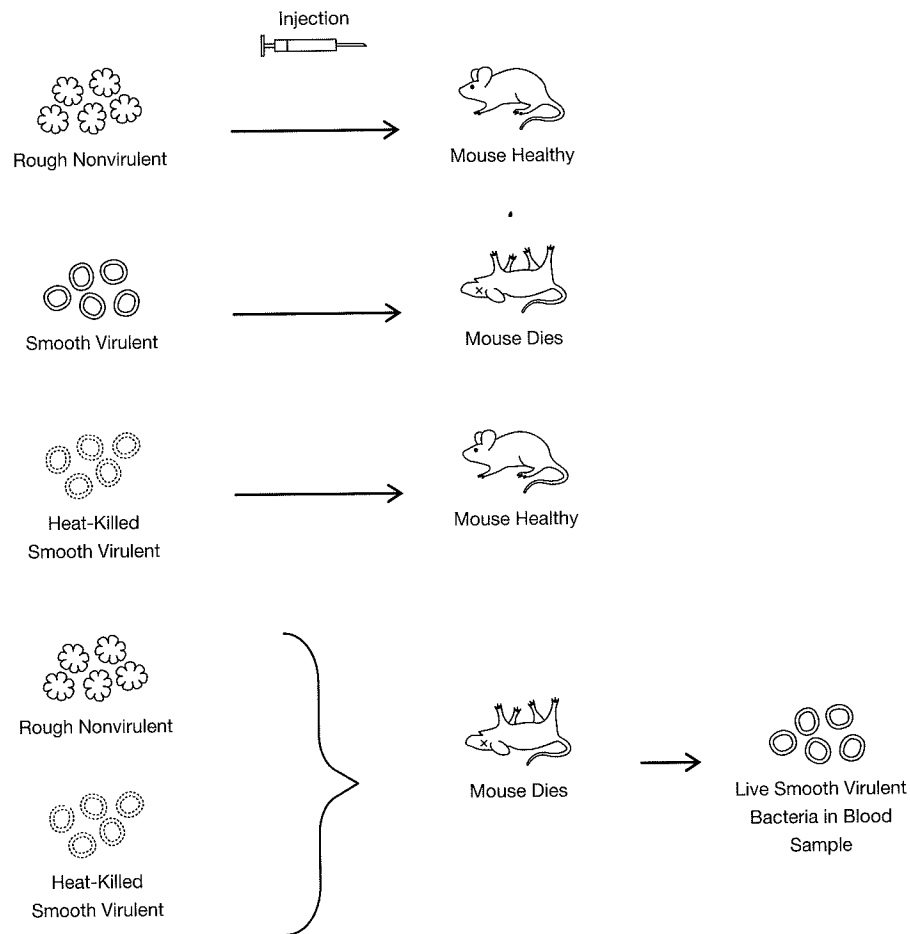 Injection
Rough Nonvirulent
Mouse Healthy
Smooth Virulent
Mouse Dies
Heat-Killed
Smooth Virulent
Mouse Healthy
Rough Nonvirulent
Heat-Killed
Smooth Virulent
Mouse Dies
Live Smooth Virulent
Bacteria in Blood
Sample